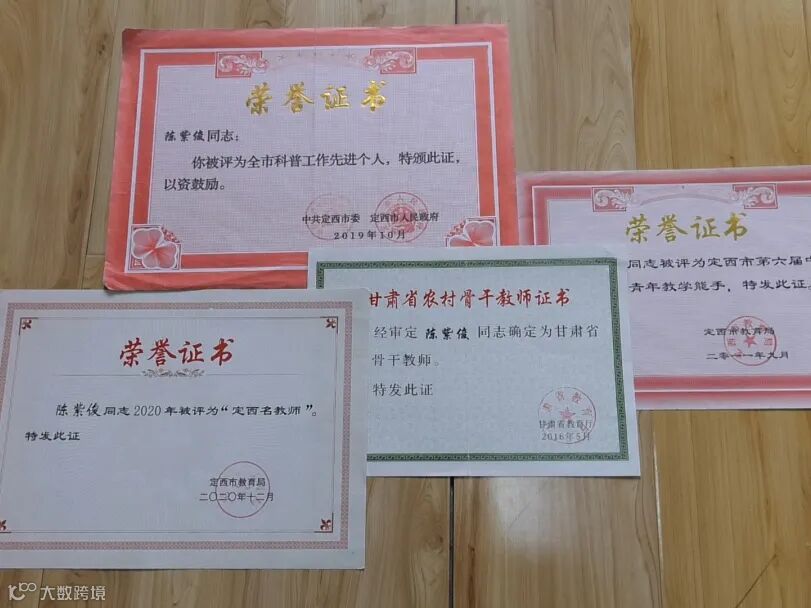 荣誉证书
陈紫俊同志：
你被评为全市科普工作先进个人，特颁此证，
以资鼓励。
中共定西市委 定西市人民政府
2019年10月
荣誉证书
同志被评为定西市第六届中
青年教学能手，特发此证。
定西市教育局
二〇一一年九月
甘肃省农村骨干教师证书
经审定 陈紫俊 同志确定为甘肃省
骨干教师。
特发此证
甘肃省教育厅
2016年5月
荣誉证书
陈紫俊同志2020年被评为“定西名教师”。
特发此证
定西市教育局
二〇二〇年十二月
大数跨境